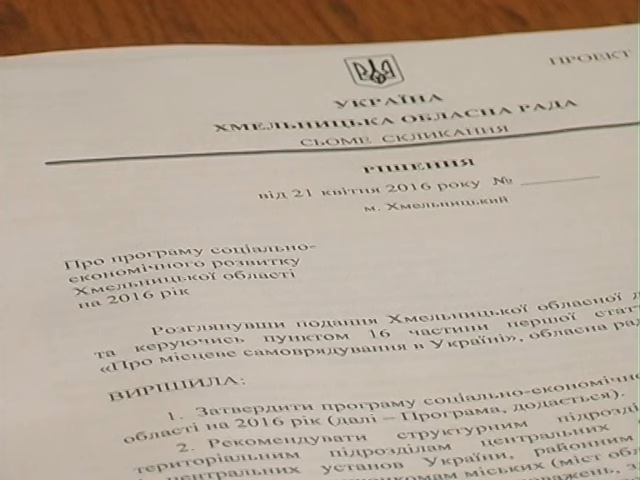 ПРОЕКТ
УКРАЇНА
ХМЕЛЬНИЦЬКА ОБЛАСНА РАДА
СЬОМЕ СКЛИКАННЯ
РІШЕННЯ
від 21 квітня 2016 року №
м. Хмельницький
Про програму соціально-
економічного розвитку
Хмельницької області
на 2016 рік
Розглянувши подання Хмельницької обласної
та керуючись пунктом 16 частини першої
«Про місцеве самоврядування в Україні», обласна
ВИРІШИЛА:
1. Затвердити програму
області на 2016 рік (далі – Програма, додається).
2. Рекомендувати структурним
територіальним підрозділам центральних
центральних установ України, районним
міських (міст